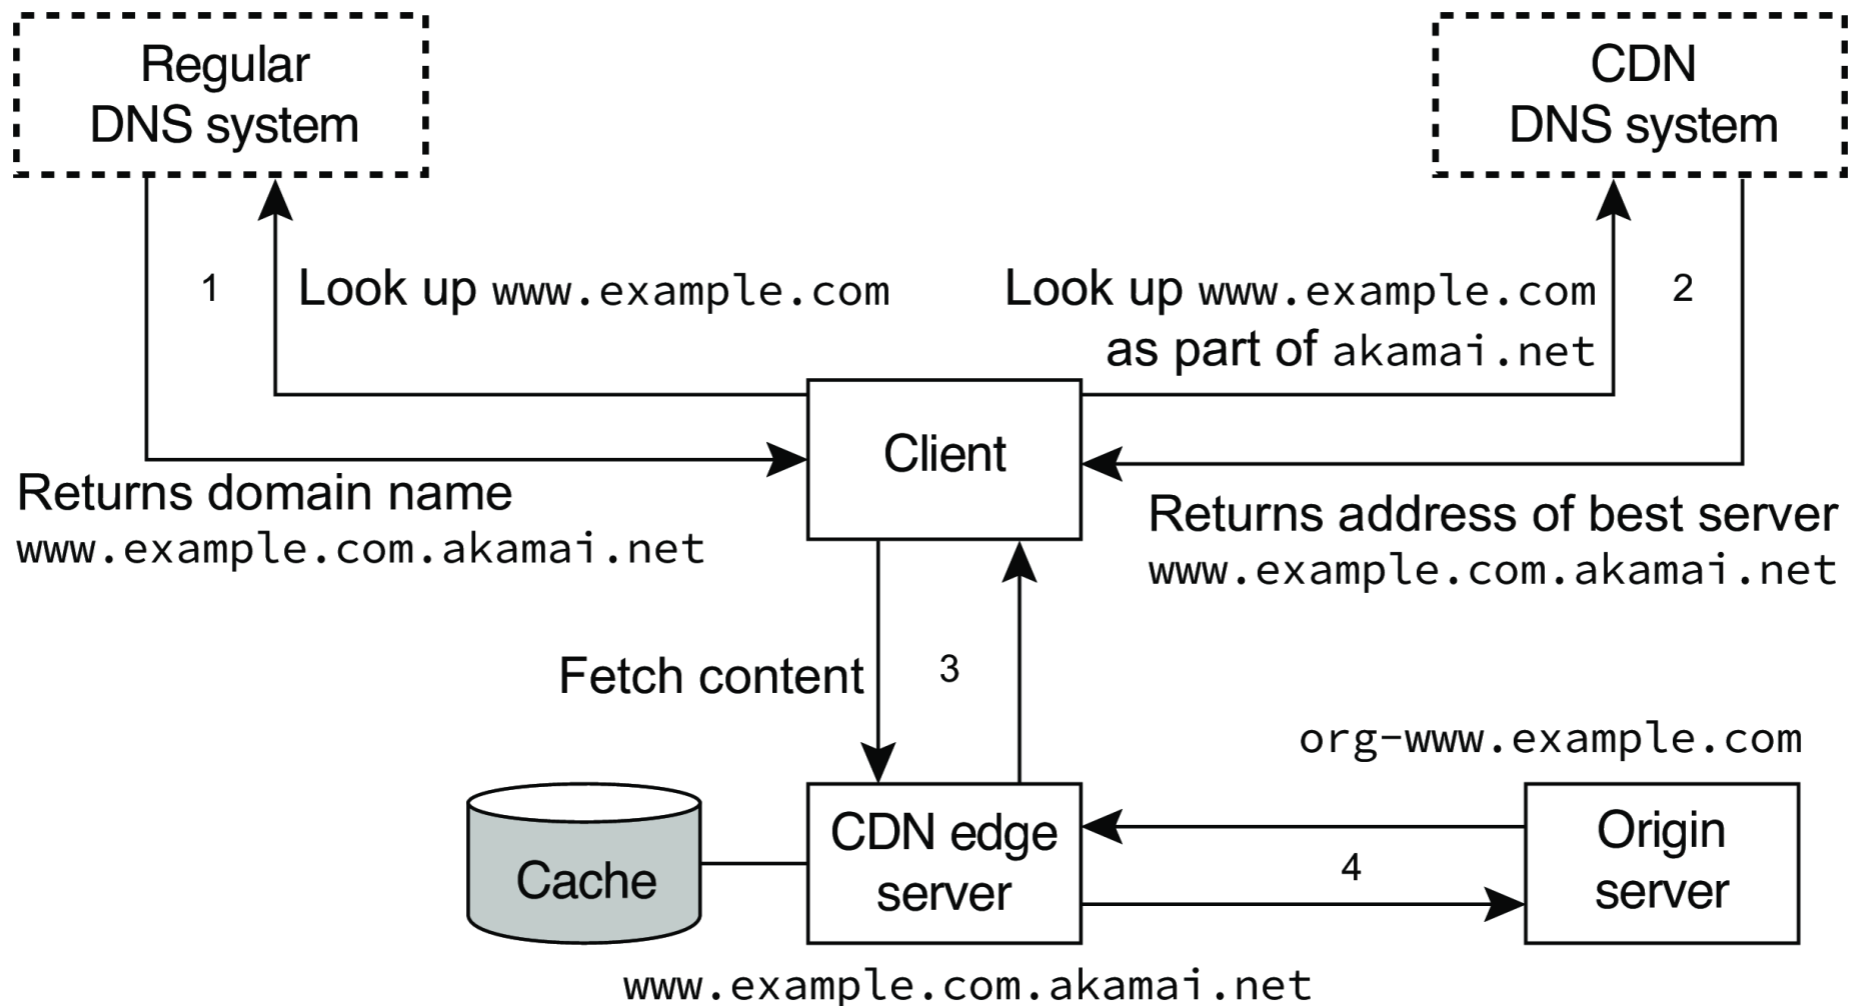 Regular
DNS system
CDN
DNS system
1
Look up www.example.com
Look up www.example.com
as part of akamai.net
2
Client
Returns domain name
www.example.com.akamai.net
Returns address of best server
www.example.com.akamai.net
Fetch content
3
org-www.example.com
Cache
CDN edge
server
4
Origin
server
www.example.com.akamai.net